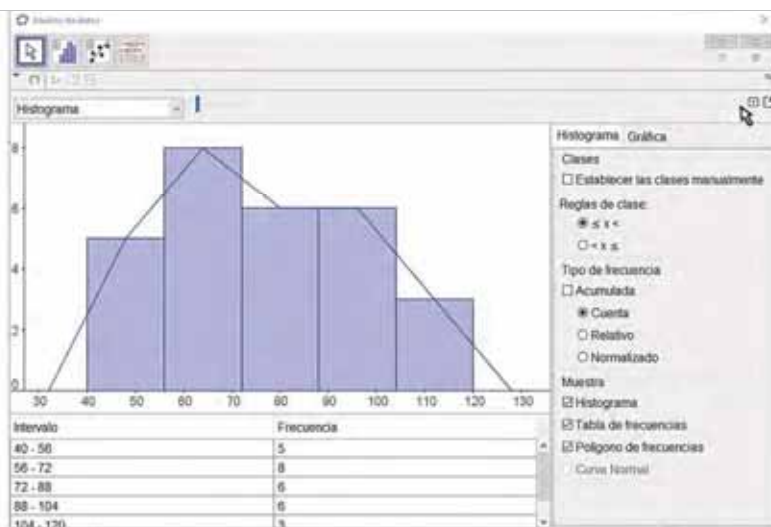 Análisis de datos
Histograma
Histograma Gráfica
Clases
Establecer las clases manualmente
Reglas de clase:
≤ x <
< x ≤
Tipo de frecuencia
Acumulada
Cuenta
Relativo
Normalizado
Muestra
Histograma
Tabla de frecuencias
Polígono de frecuencias
Curva Normal
8
6
4
2
0
30 40 50 60 70 80 90 100 110 120 130
Intervalo Frecuencia
40 - 56 5
56 - 72 8
72 - 88 6
88 - 104 6
104 - 120 3